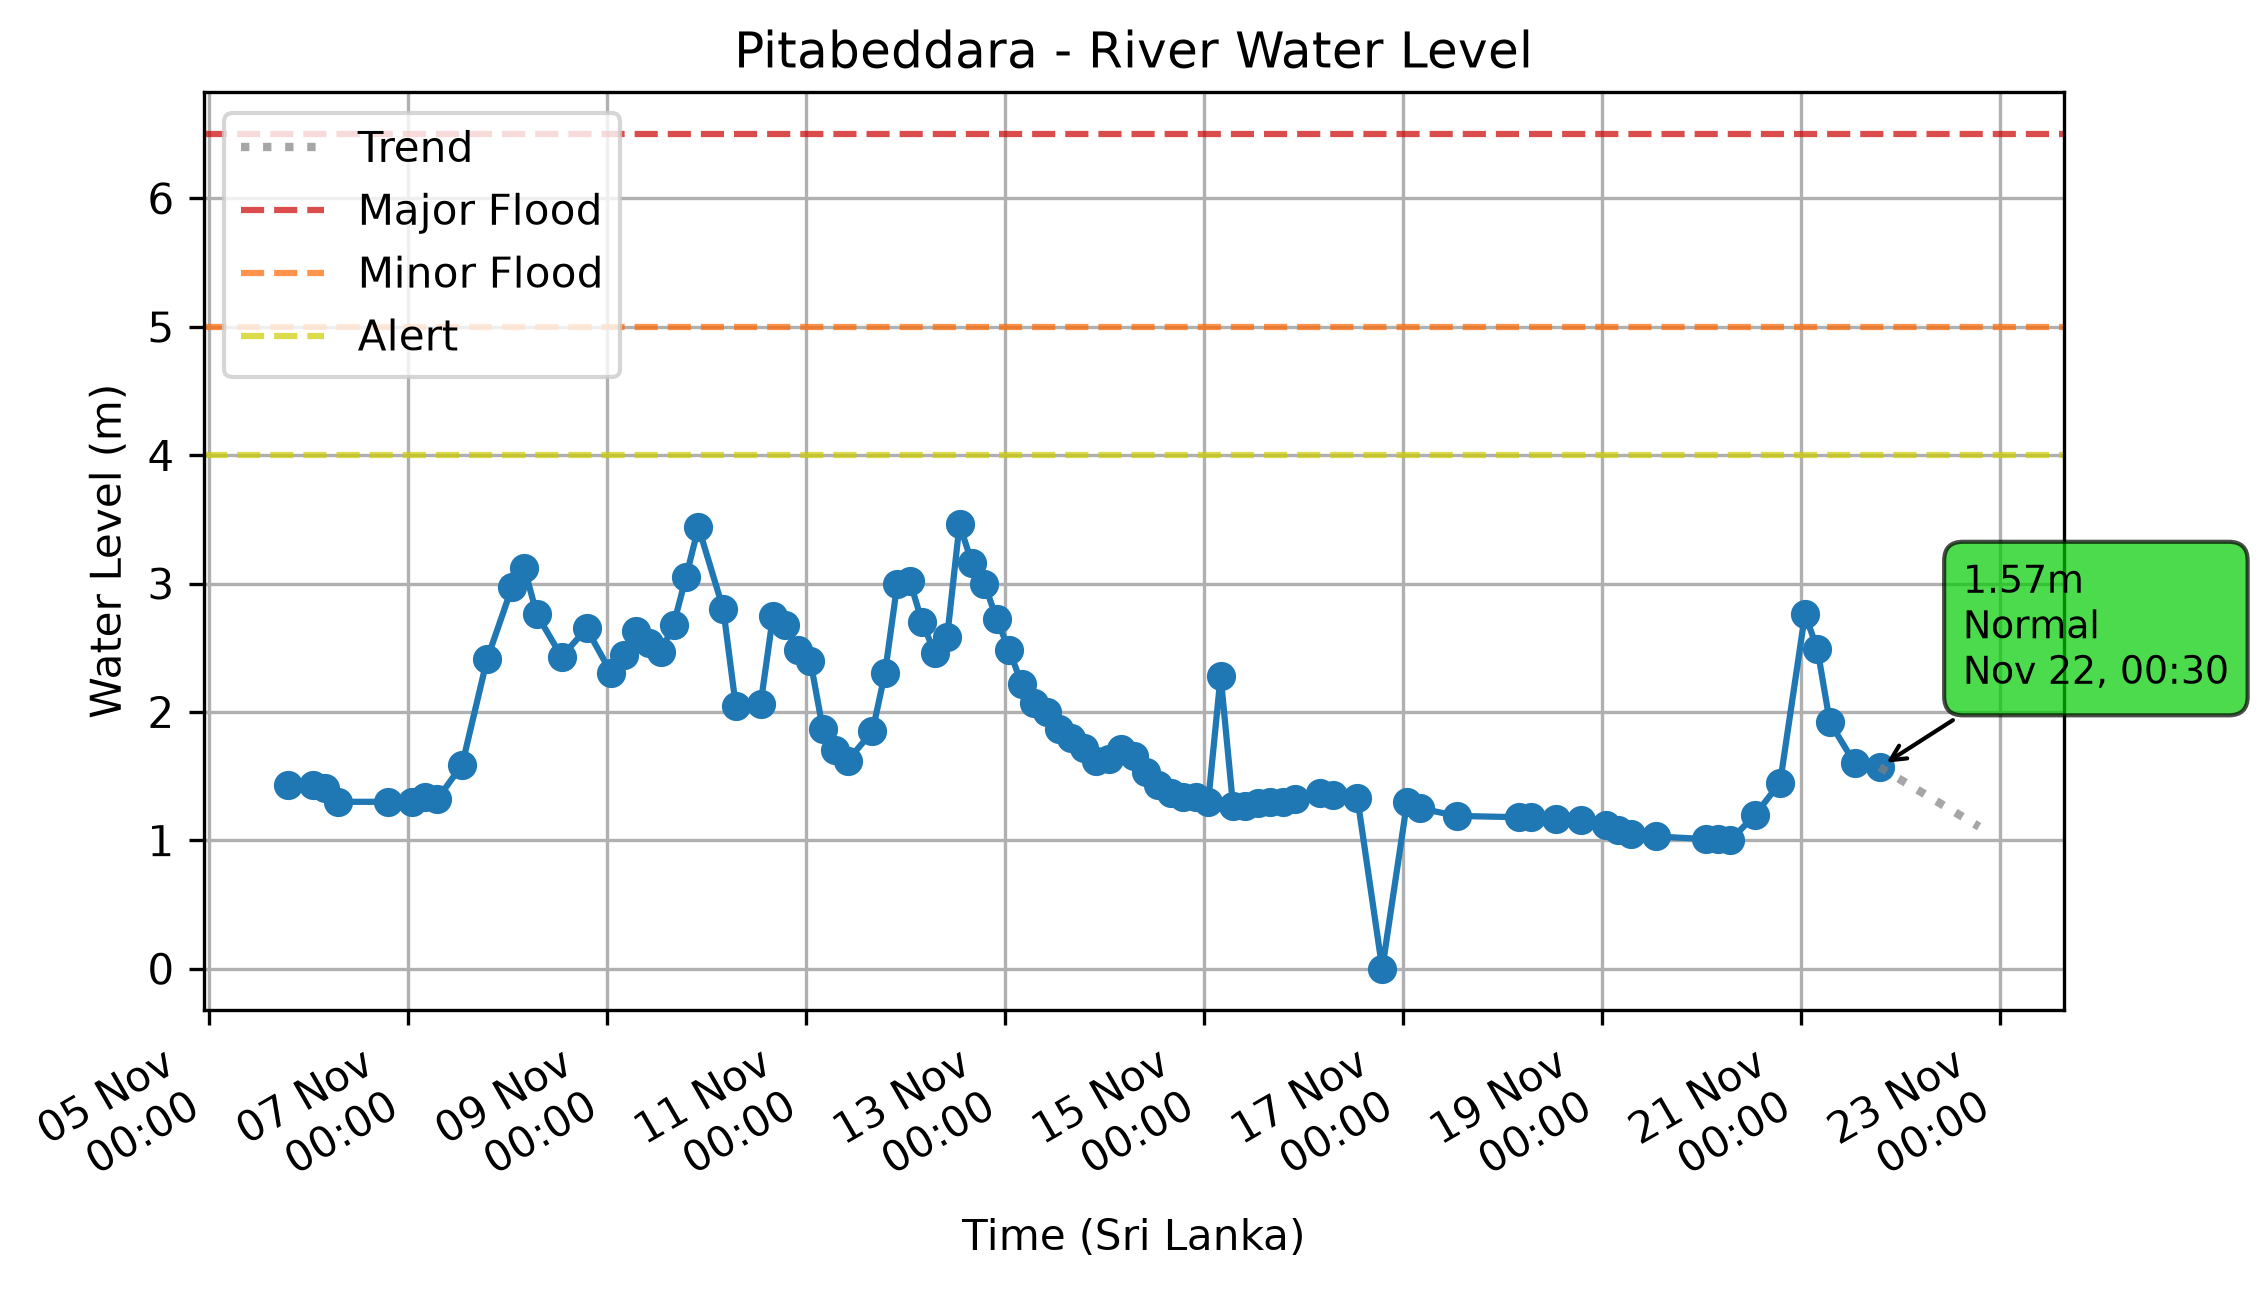 Pitabeddara - River Water Level
Trend
Major Flood
Minor Flood
Alert
Water Level (m)
6
5
4
3
2
1
0
1.57m
Normal
Nov 22, 00:30
05 Nov
00:00
07 Nov
00:00
09 Nov
00:00
11 Nov
00:00
13 Nov
00:00
15 Nov
00:00
17 Nov
00:00
19 Nov
00:00
21 Nov
00:00
23 Nov
00:00
Time (Sri Lanka)